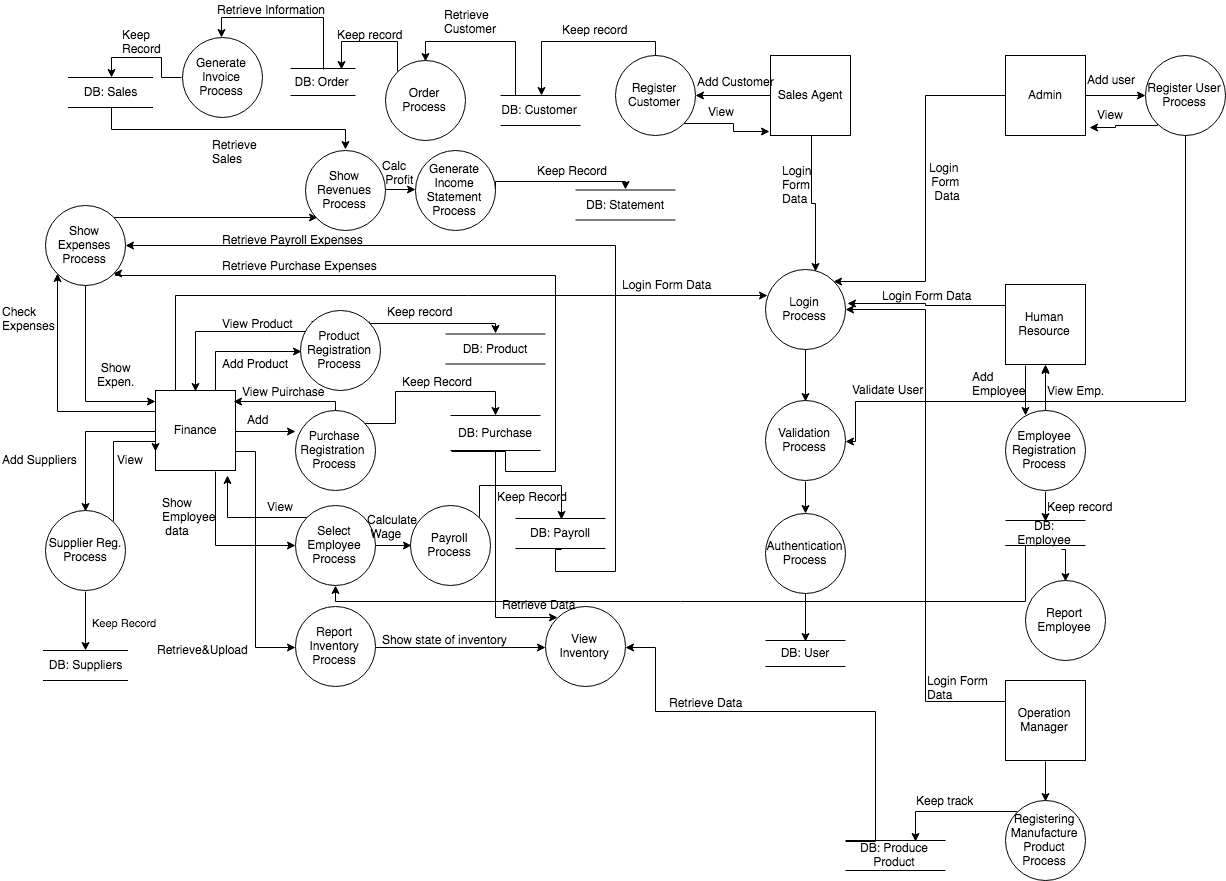 Retrieve Information
Retrieve
Customer
Keep
Record
Keep record
Keep record
Generate
Invoice
Process
DB: Order
DB: Sales
Order
Process
DB: Customer
Register
Customer
Add Customer
View
Sales Agent
Admin
Add user
View
Register User
Process
Retrieve
Sales
Show
Revenues
Process
Calc
Profit
Generate
Income
Statement
Process
Keep Record
DB: Statement
Login
Form
Data
Login
Form
Data
Show
Expenses
Process
Retrieve Payroll Expenses
Retrieve Purchase Expenses
Login Form Data
Login
Process
Login Form Data
Human
Resource
Check
Expenses
View Product
Product
Registration
Process
Keep record
DB: Product
Add Product
Show
Expen.
Keep Record
View Puirchase
Finance
Add
Purchase
Registration
Process
DB: Purchase
Validate User
Add
Employee
View Emp.
Validation
Process
Employee
Registration
Process
Add Suppliers
View
Show
Employee
data
View
Calculate
Wage
Keep Record
Keep record
Select
Employee
Process
Payroll
Process
DB: Payroll
DB:
Employee
Supplier Reg.
Process
Authentication
Process
Report
Employee
Keep Record
Retrieve Data
Report
Inventory
Process
Show state of inventory
View
Inventory
Retrieve&Upload
DB: Suppliers
DB: User
Login Form
Data
Retrieve Data
Operation
Manager
Keep track
Registering
Manufacture
Product
Process
DB: Produce
Product